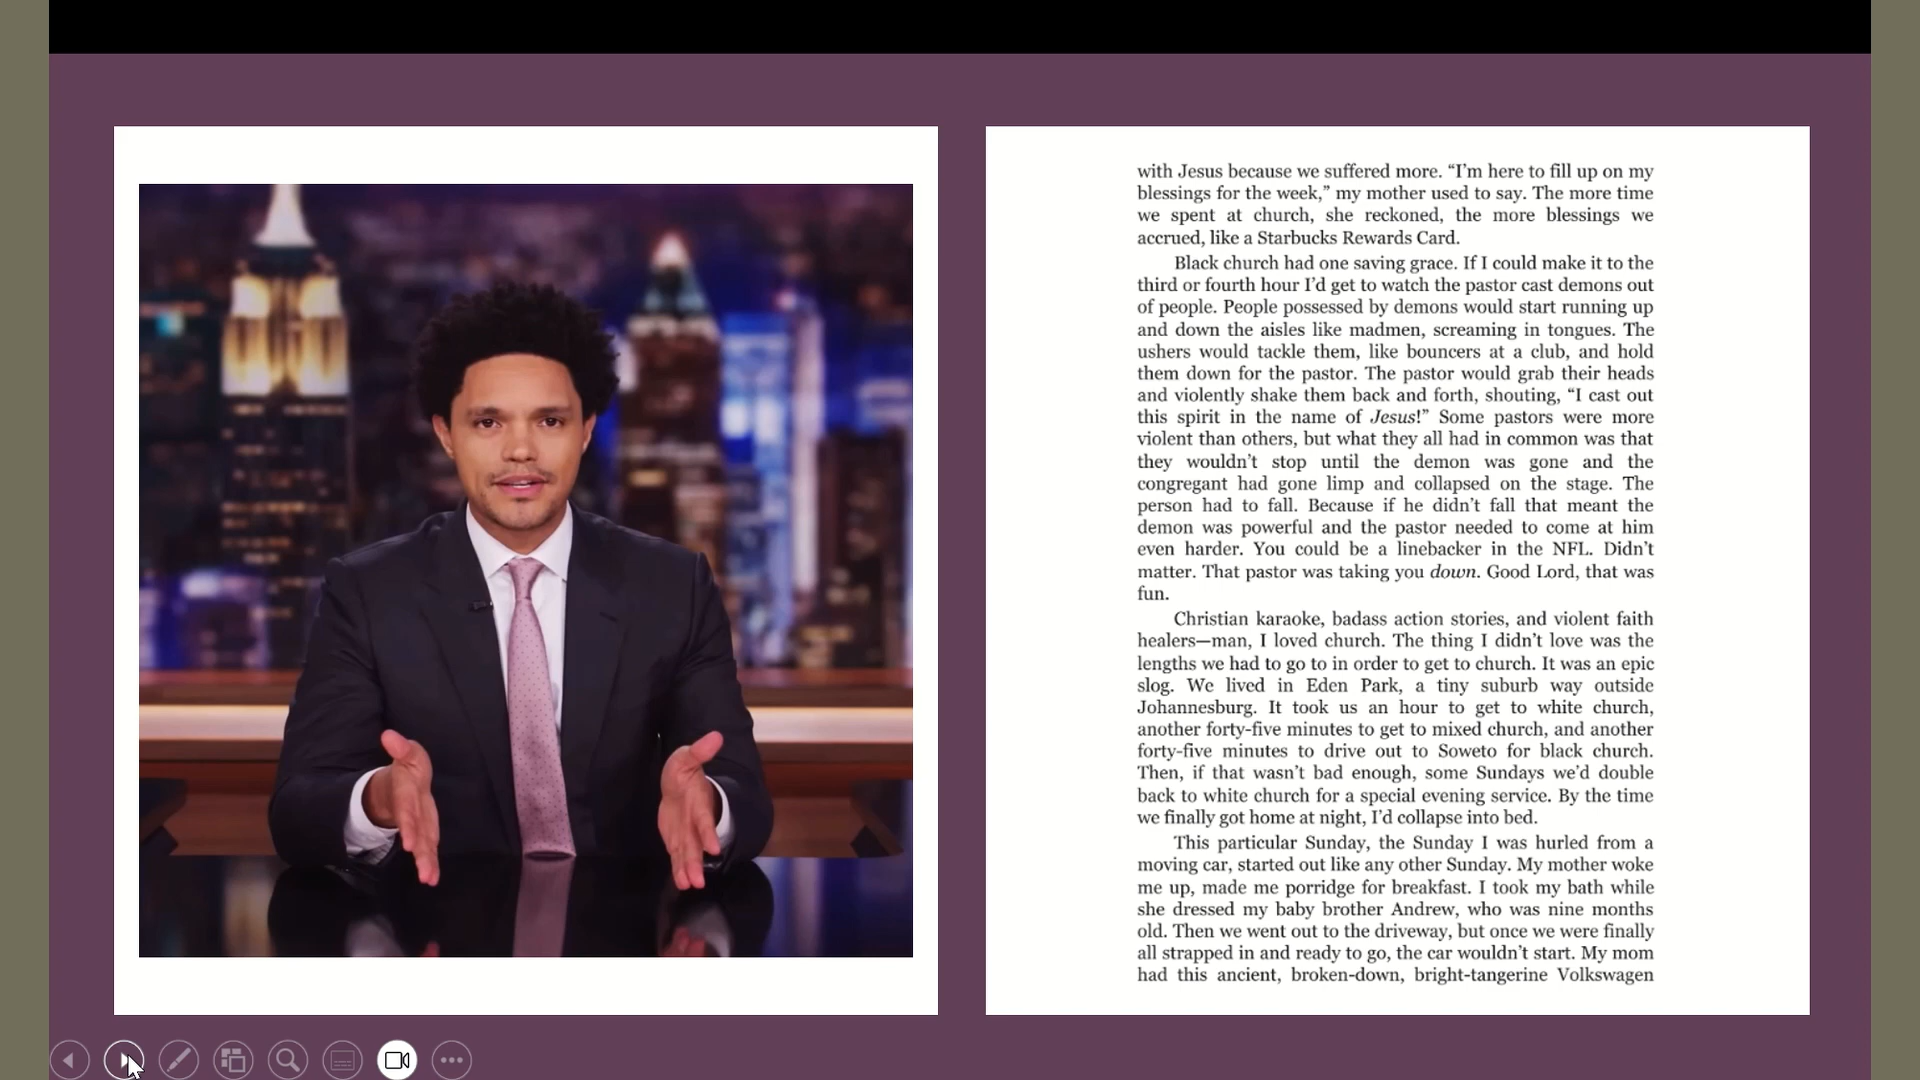 with Jesus because we suffered more. “I’m here to fill up on my
blessings for the week,” my mother used to say. The more time
we spent at church, she reckoned, the more blessings we
accrued, like a Starbucks Rewards Card.
Black church had one saving grace. If I could make it to the
third or fourth hour I’d get to watch the pastor cast demons out
of people. People possessed by demons would start running up
and down the aisles like madmen, screaming in tongues. The
ushers would tackle them, like bouncers at a club, and hold
them down for the pastor. The pastor would grab their heads
and violently shake them back and forth, shouting, “I cast out
this spirit in the name of Jesus!” Some pastors were more
violent than others, but what they all had in common was that
they wouldn’t stop until the demon was gone and the
congregant had gone limp and collapsed on the stage. The
person had to fall. Because if he didn’t fall that meant the
demon was powerful and the pastor needed to come at him
even harder. You could be a linebacker in the NFL. Didn’t
matter. That pastor was taking you down. Good Lord, that was
fun.
Christian karaoke, badass action stories, and violent faith
healers—man, I loved church. The thing I didn’t love was the
lengths we had to go to in order to get to church. It was an epic
slog. We lived in Eden Park, a tiny suburb way outside
Johannesburg. It took us an hour to get to white church,
another forty-five minutes to get to mixed church, and another
forty-five minutes to drive out to Soweto for black church.
Then, if that wasn’t bad enough, some Sundays we’d double
back to white church for a special evening service. By the time
we finally got home at night, I’d collapse into bed.
This particular Sunday, the Sunday I was hurled from a
moving car, started out like any other Sunday. My mother woke
me up, made me porridge for breakfast. I took my bath while
she dressed my baby brother Andrew, who was nine months
old. Then we went out to the driveway, but once we were finally
all strapped in and ready to go, the car wouldn’t start. My mom
had this ancient, broken-down, bright-tangerine Volkswagen